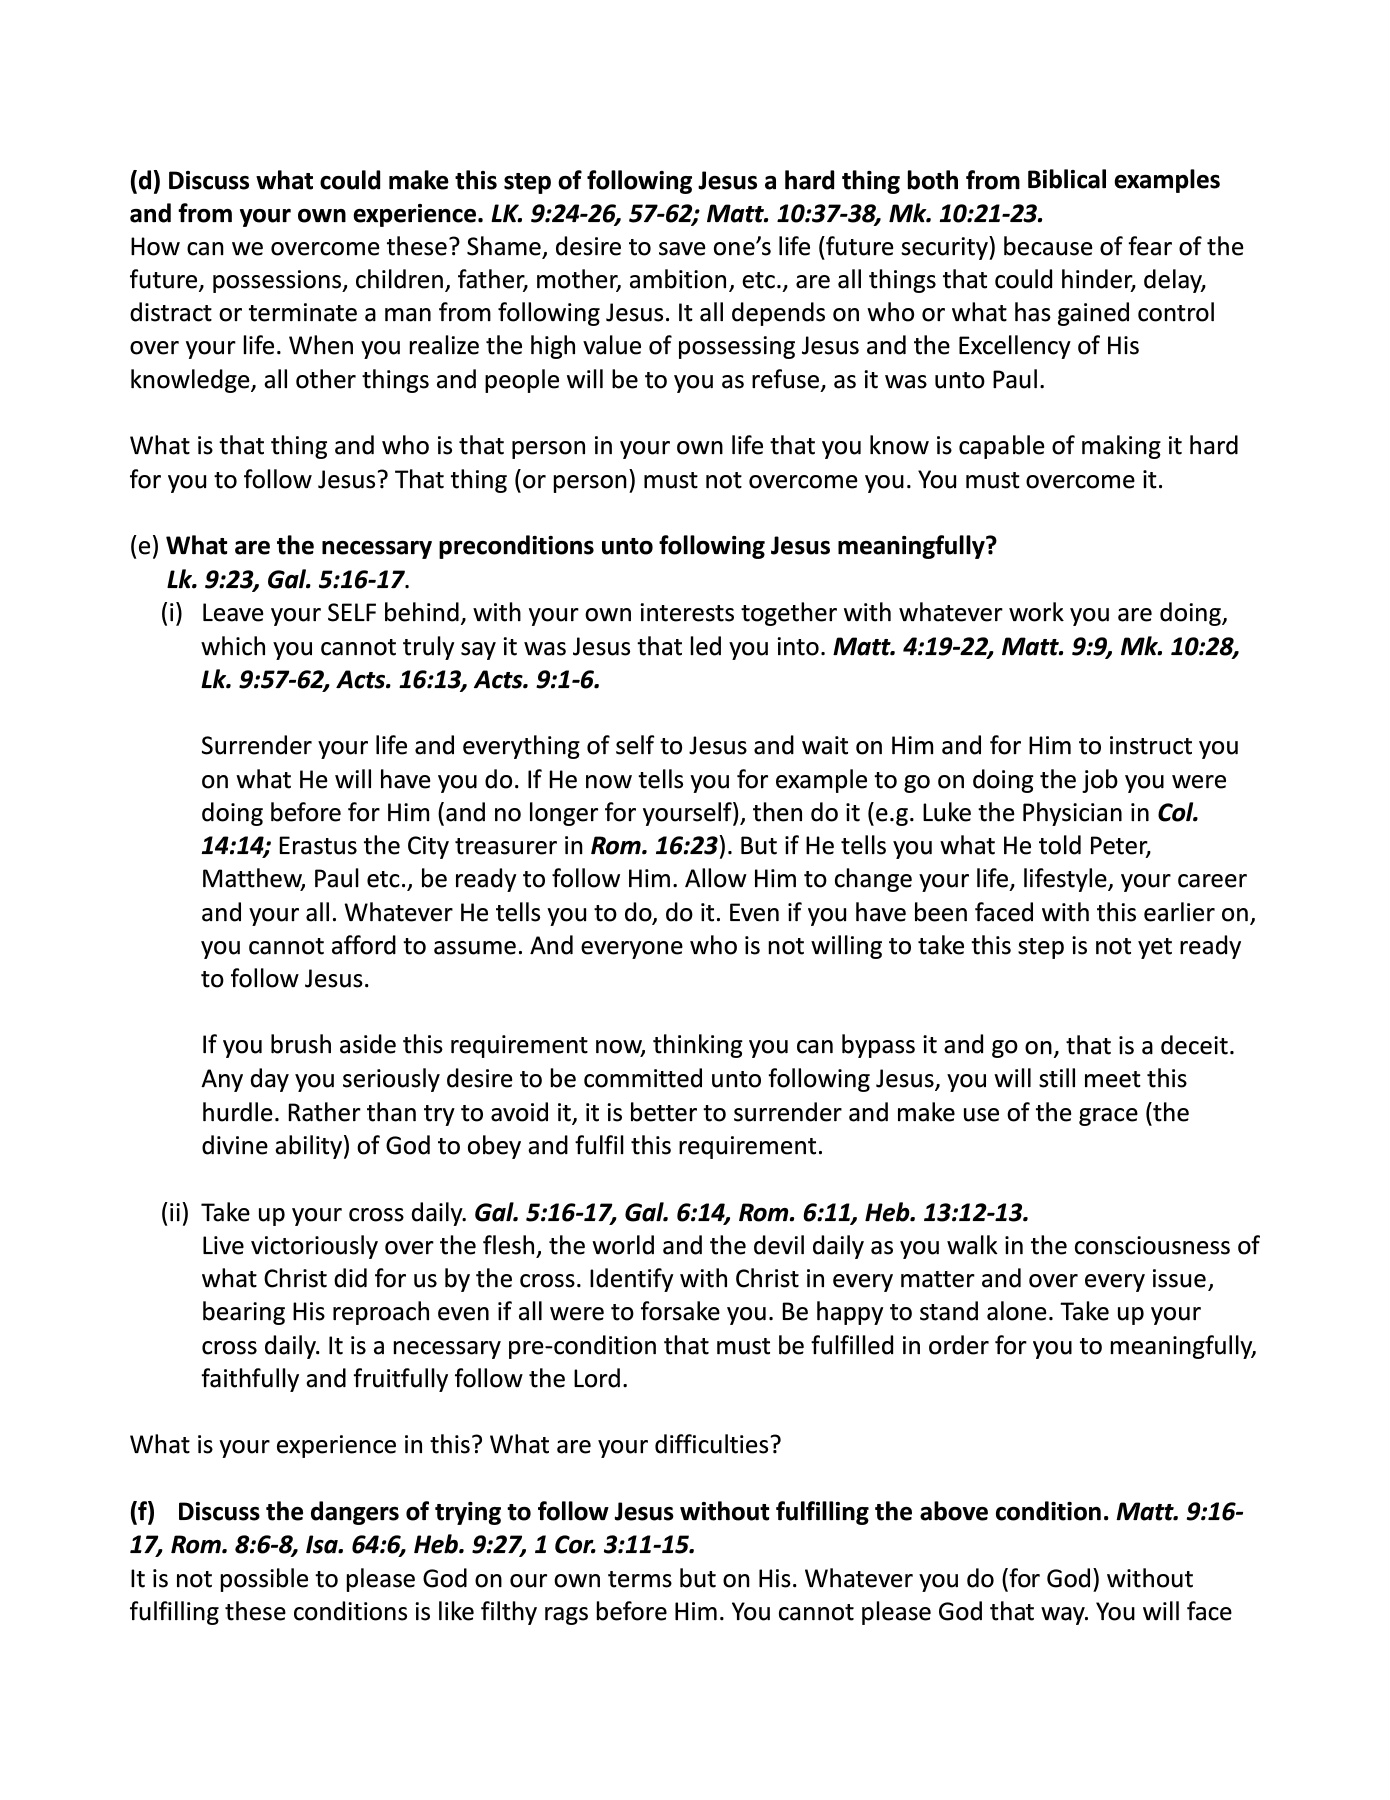 (d) Discuss what could make this step of following Jesus a hard thing both from Biblical examples
and from your own experience. LK. 9:24-26, 57-62; Matt. 10:37-38, Mk. 10:21-23.
How can we overcome these? Shame, desire to save one’s life (future security) because of fear of the
future, possessions, children, father, mother, ambition, etc., are all things that could hinder, delay,
distract or terminate a man from following Jesus. It all depends on who or what has gained control
over your life. When you realize the high value of possessing Jesus and the Excellency of His
knowledge, all other things and people will be to you as refuse, as it was unto Paul.
What is that thing and who is that person in your own life that you know is capable of making it hard
for you to follow Jesus? That thing (or person) must not overcome you. You must overcome it.
(e) What are the necessary preconditions unto following Jesus meaningfully?
Lk. 9:23, Gal. 5:16-17.
(i) Leave your SELF behind, with your own interests together with whatever work you are doing,
which you cannot truly say it was Jesus that led you into. Matt. 4:19-22, Matt. 9:9, Mk. 10:28,
Lk. 9:57-62, Acts. 16:13, Acts. 9:1-6.
Surrender your life and everything of self to Jesus and wait on Him and for Him to instruct you
on what He will have you do. If He now tells you for example to go on doing the job you were
doing before for Him (and no longer for yourself), then do it (e.g. Luke the Physician in Col.
14:14; Erastus the City treasurer in Rom. 16:23). But if He tells you what He told Peter,
Matthew, Paul etc., be ready to follow Him. Allow Him to change your life, lifestyle, your career
and your all. Whatever He tells you to do, do it. Even if you have been faced with this earlier on,
you cannot afford to assume. And everyone who is not willing to take this step is not yet ready
to follow Jesus.
If you brush aside this requirement now, thinking you can bypass it and go on, that is a deceit.
Any day you seriously desire to be committed unto following Jesus, you will still meet this
hurdle. Rather than try to avoid it, it is better to surrender and make use of the grace (the
divine ability) of God to obey and fulfil this requirement.
(ii) Take up your cross daily. Gal. 5:16-17, Gal. 6:14, Rom. 6:11, Heb. 13:12-13.
Live victoriously over the flesh, the world and the devil daily as you walk in the consciousness of
what Christ did for us by the cross. Identify with Christ in every matter and over every issue,
bearing His reproach even if all were to forsake you. Be happy to stand alone. Take up your
cross daily. It is a necessary pre-condition that must be fulfilled in order for you to meaningfully,
faithfully and fruitfully follow the Lord.
What is your experience in this? What are your difficulties?
(f) Discuss the dangers of trying to follow Jesus without fulfilling the above condition. Matt. 9:16-
17, Rom. 8:6-8, Isa. 64:6, Heb. 9:27, 1 Cor. 3:11-15.
It is not possible to please God on our own terms but on His. Whatever you do (for God) without
fulfilling these conditions is like filthy rags before Him. You cannot please God that way. You will face